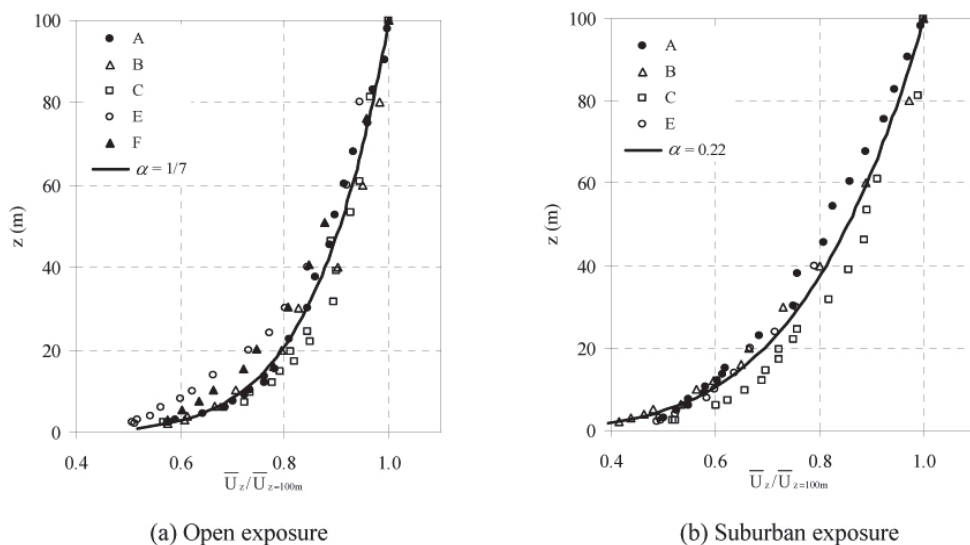 100
80
60
40
20
0
z (m)
A
B
C
E
F
α = 1/7
0.4
0.6
0.8
1.0
U̅z/U̅z=100m
(a) Open exposure
100
80
60
40
20
0
z (m)
A
B
C
E
α = 0.22
0.4
0.6
0.8
1.0
U̅z/U̅z=100m
(b) Suburban exposure